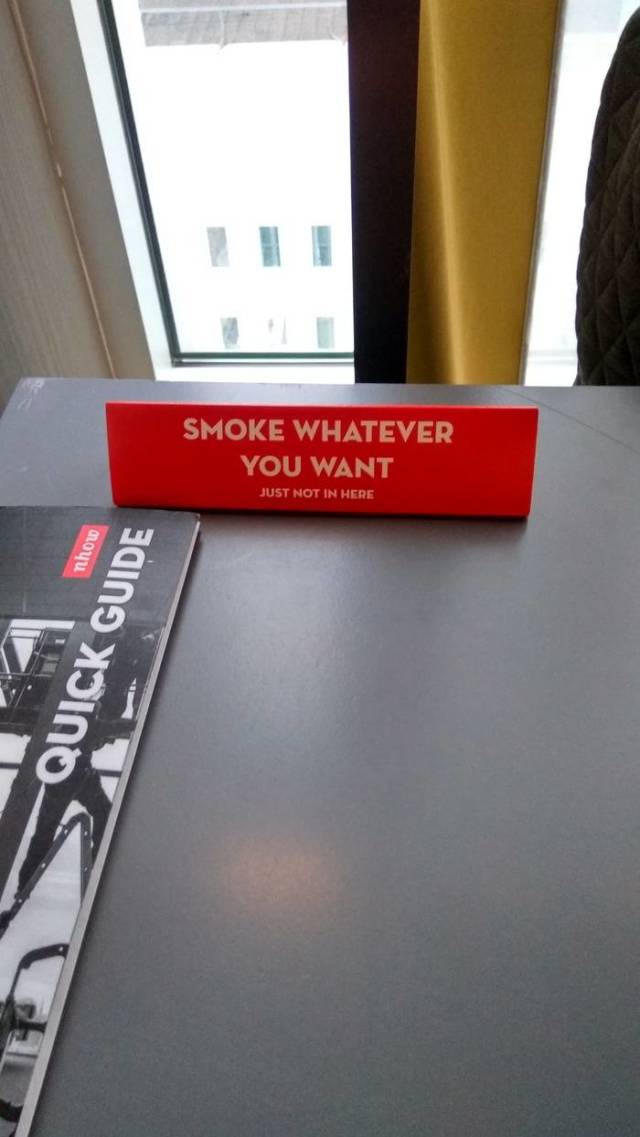 SMOKE WHATEVER
YOU WANT
JUST NOT IN HERE
nhow
QUICK GUIDE